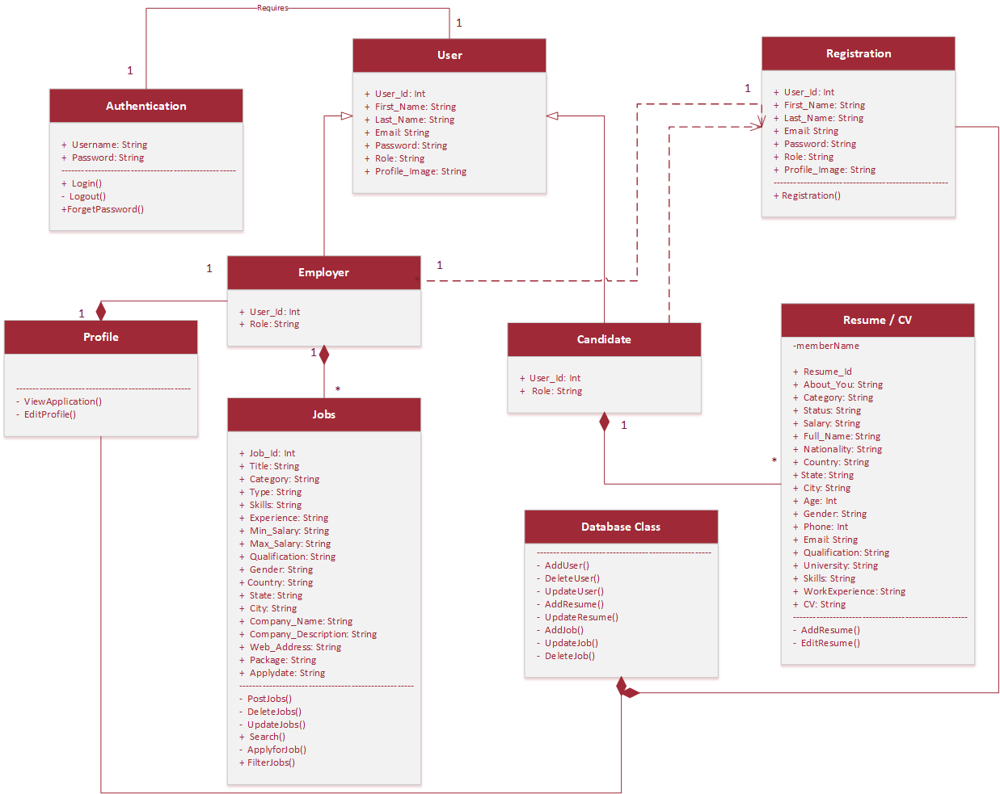 Requires
1
1
User
+ User_Id: Int
+ First_Name: String
+ Last_Name: String
+ Email: String
+ Password: String
+ Role: String
+ Profile_Image: String
Registration
+ User_Id: Int
+ First_Name: String
+ Last_Name: String
+ Email: String
+ Password: String
+ Role: String
+ Profile_Image: String
+ Registration()
Authentication
+ Username: String
+ Password: String
+ Login()
- Logout()
+ForgetPassword()
1
1
1
1
Employer
*
+ User_Id: Int
+ Role: String
1
*
Profile
- ViewApplication()
- EditProfile()
Candidate
+ User_Id: Int
+ Role: String
1
*
Resume / CV
-memberName
+ Resume_Id
+ About_You: String
+ Category: String
+ Status: String
+ Salary: String
+ Full_Name: String
+ Nationality: String
+ Country: String
+ State: String
+ City: String
+ Age: Int
+ Gender: String
+ Phone: Int
+ Email: String
+ Qualification: String
+ University: String
+ Skills: String
+ WorkExperience: String
+ CV: String
- AddResume()
- EditResume()
Jobs
+ Job_Id: Int
+ Title: String
+ Category: String
+ Type: String
+ Skills: String
+ Experience: String
+ Min_Salary: String
+ Max_Salary: String
+ Qualification: String
+ Gender: String
+ Country: String
+ State: String
+ City: String
+ Company_Name: String
+ Company_Description: String
+ Web_Address: String
+ Package: String
+ Applydate: String
- PostJobs()
- DeleteJobs()
- UpdateJobs()
+ Search()
- ApplyforJob()
+ FilterJobs()
Database Class
- AddUser()
- DeleteUser()
- UpdateUser()
- AddResume()
- UpdateResume()
- AddJob()
- UpdateJob()
- DeleteJob()